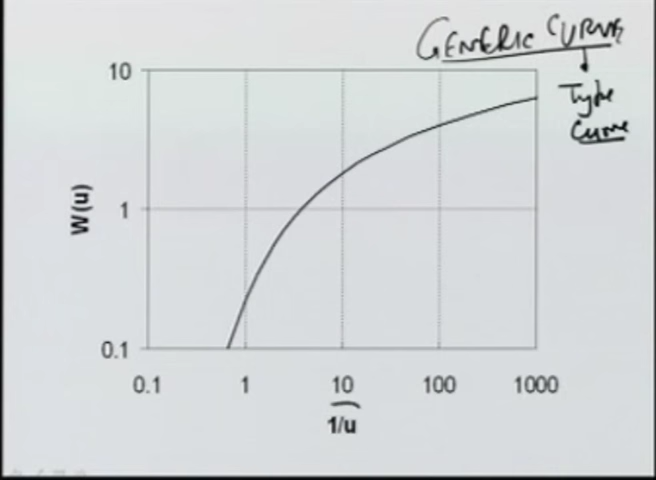 GENERIC CURVE
Type
Curve
10
1
0.1
W(u)
0.1 1 10 100 1000
1/u